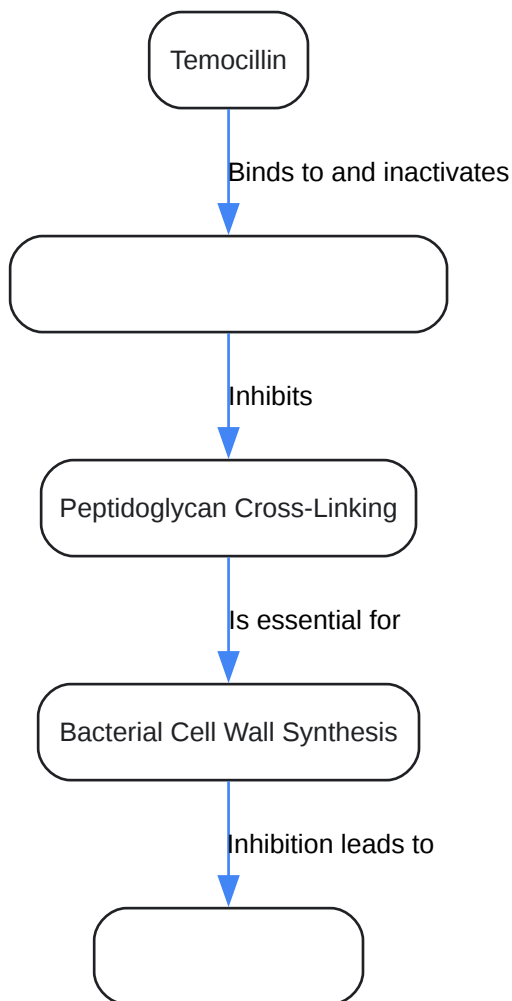 Temocillin
Binds to and inactivates
Inhibits
Peptidoglycan Cross-Linking
Is essential for
Bacterial Cell Wall Synthesis
Inhibition leads to